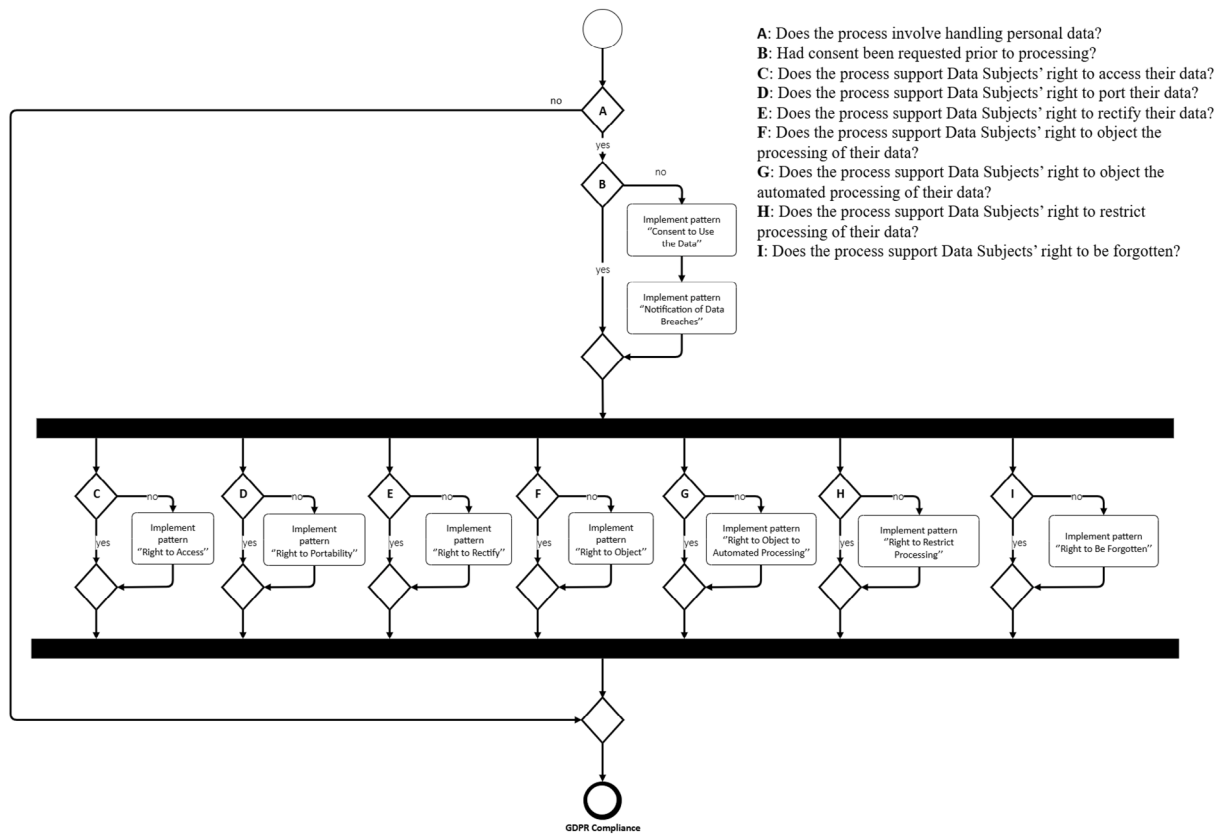 A: Does the process involve handling personal data?
B: Had consent been requested prior to processing?
C: Does the process support Data Subjects' right to access their data?
D: Does the process support Data Subjects' right to port their data?
E: Does the process support Data Subjects' right to rectify their data?
F: Does the process support Data Subjects' right to object the
processing of their data?
G: Does the process support Data Subjects' right to object the
automated processing of their data?
H: Does the process support Data Subjects' right to restrict
processing of their data?
I: Does the process support Data Subjects' right to be forgotten?
no
A
yes
B
no
Implement pattern
"Consent to Use
the Data"
yes
Implement pattern
"Notification of Data
Breaches"
C
no
yes
Implement
pattern
"Right to Access"
D
no
yes
Implement
pattern
"Right to Portability"
E
no
yes
Implement
pattern
"Right to Rectify"
F
no
yes
Implement
pattern
"Right to Object"
G
no
yes
Implement pattern
"Right to Object to
Automated Processing"
H
no
yes
Implement pattern
"Right to Restrict
Processing"
I
no
yes
Implement pattern
"Right to Be Forgotten"
GDPR Compliance